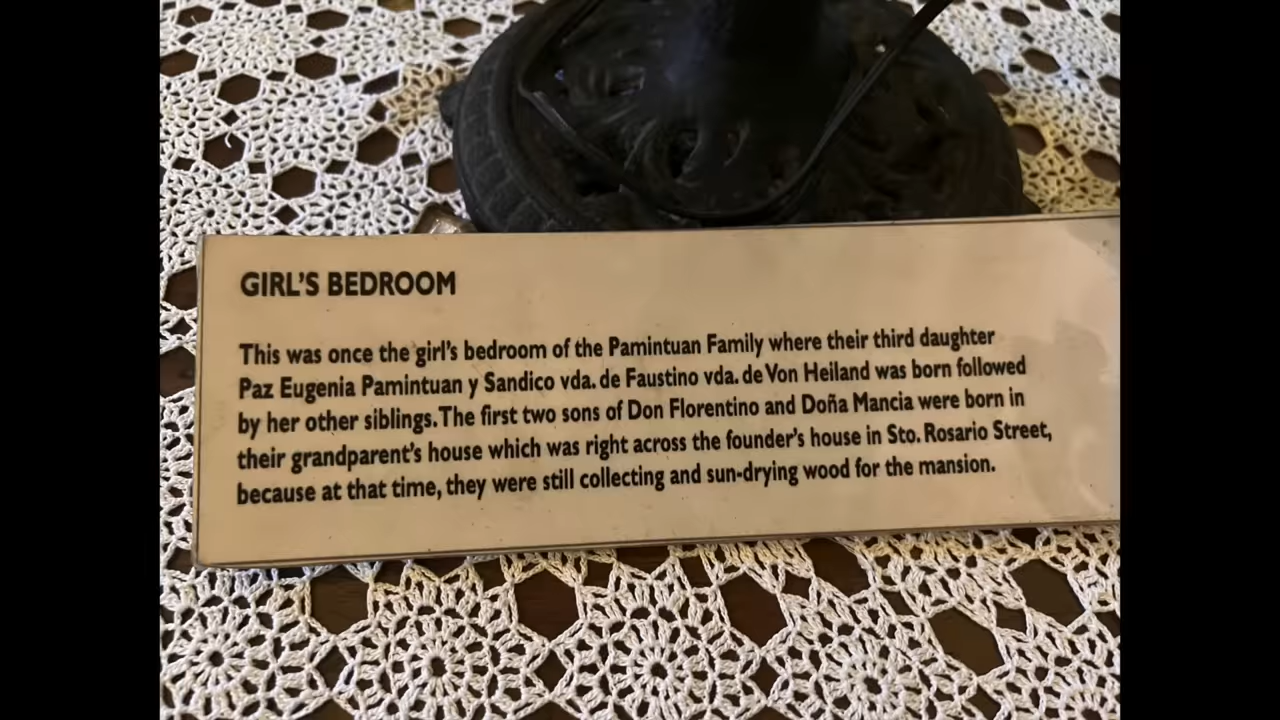 GIRL'S BEDROOM
This was once the girl's bedroom of the Pamintuan Family where their third daughter
Paz Eugenia Pamintuan y Sandico vda. de Faustino vda. de Von Heiland was born followed
by her other siblings. The first two sons of Don Florentino and Doña Mancia were born in
their grandparent's house which was right across the founder's house in Sto. Rosario Street,
because at that time, they were still collecting and sun-drying wood for the mansion.